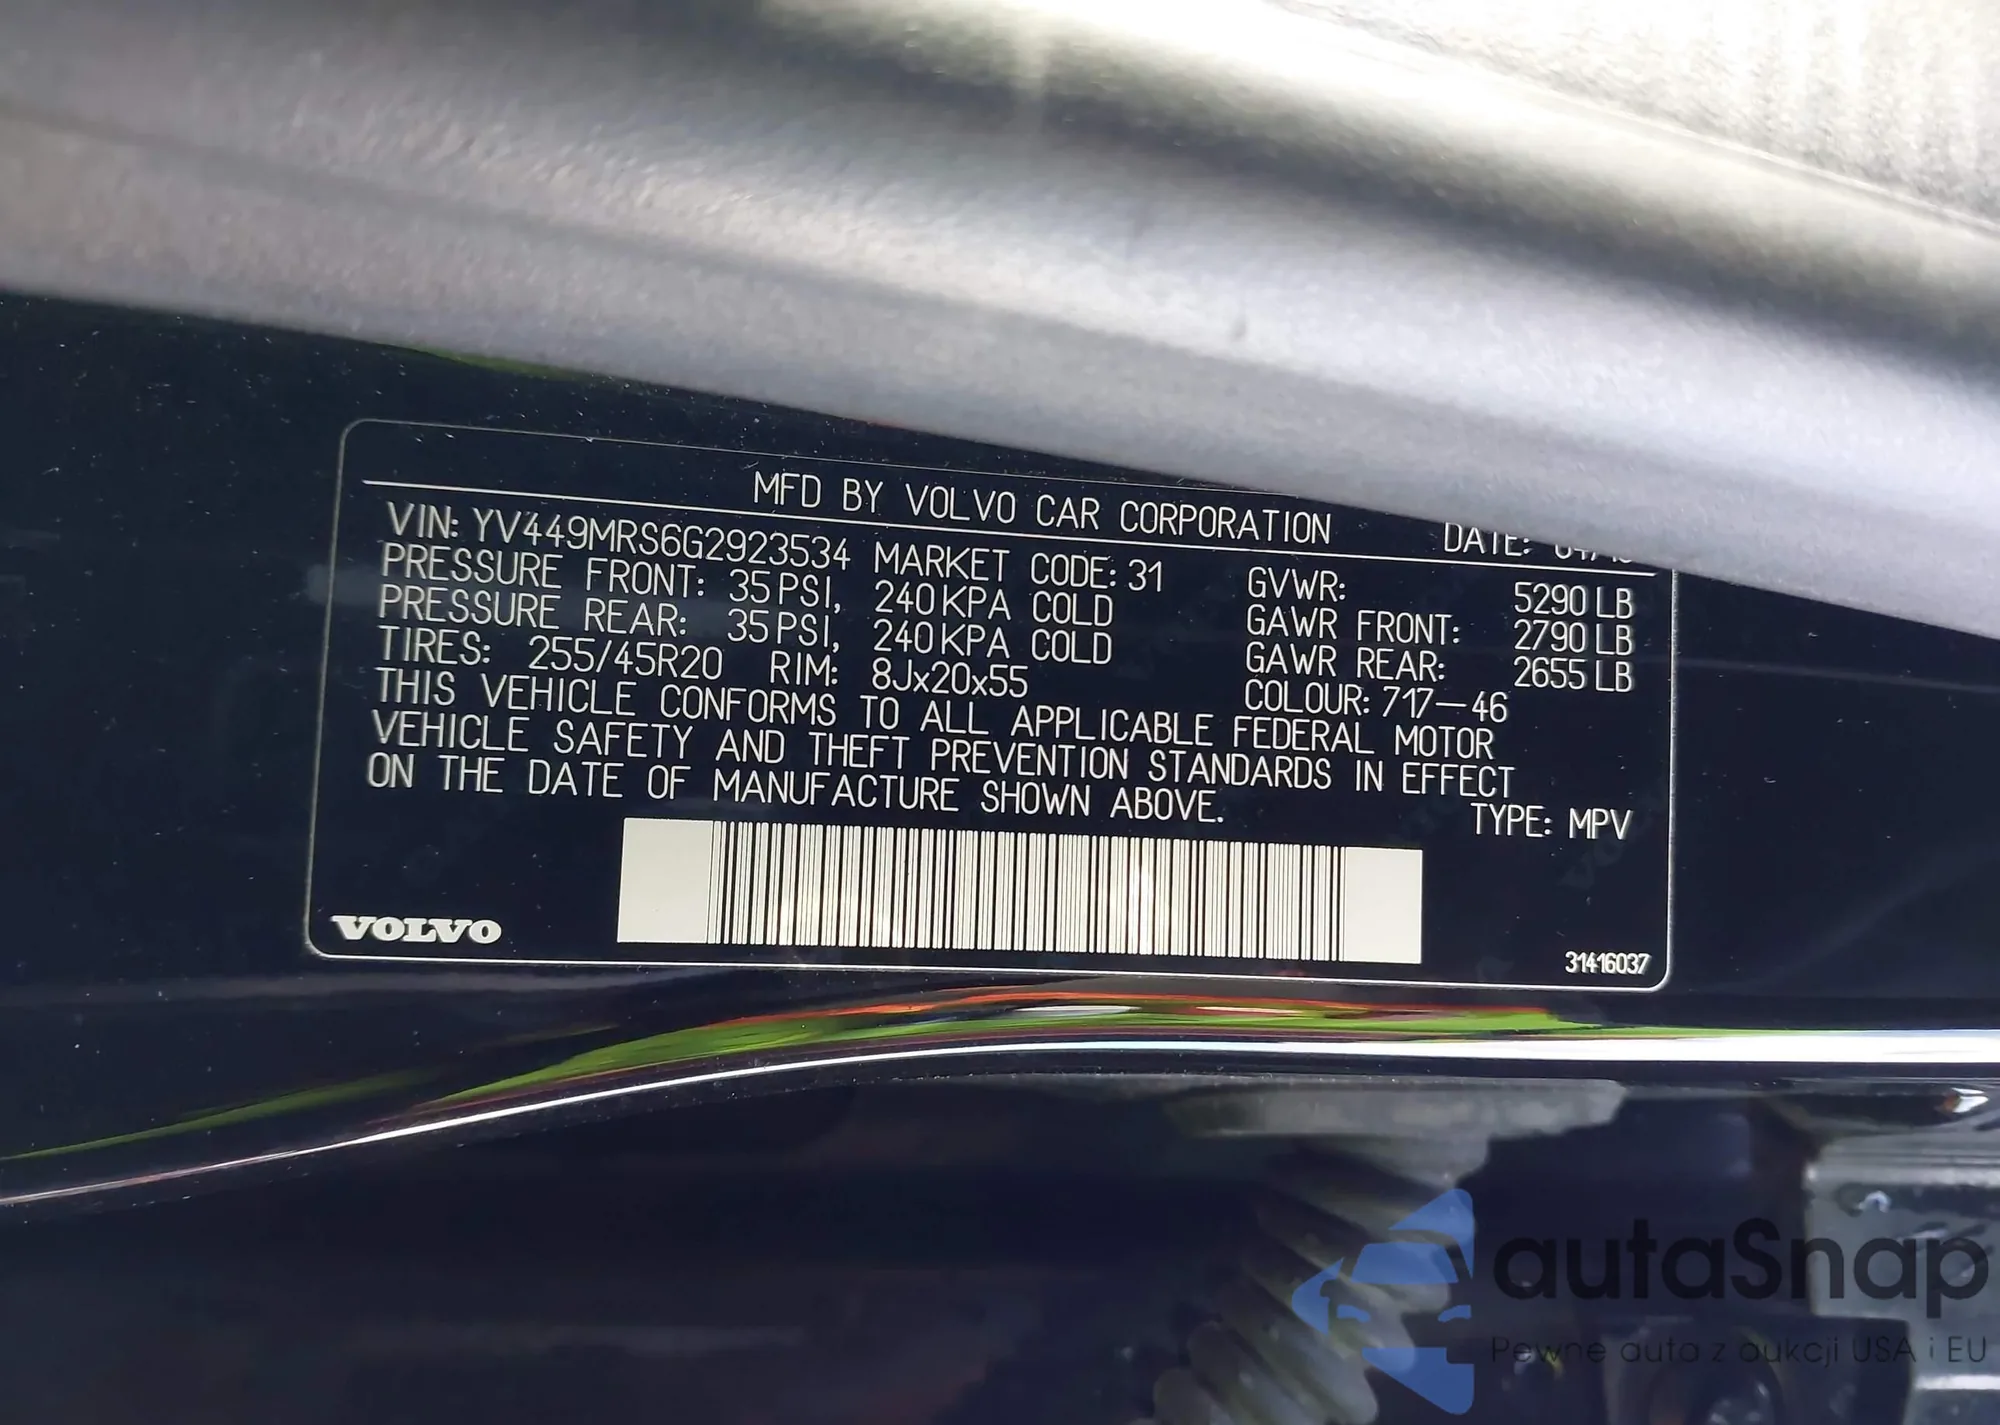 MFD BY VOLVO CAR CORPORATION
DATE:
VIN: YV449MRS6G2923534 MARKET CODE: 31 GVWR: 5290 LB
PRESSURE FRONT: 35 PSI, 240 KPA COLD GAWR FRONT: 2790 LB
PRESSURE REAR: 35 PSI, 240 KPA COLD GAWR REAR: 2655 LB
TIRES: 255/45R20 RIM: 8Jx20x55 COLOUR: 717-46
THIS VEHICLE CONFORMS TO ALL APPLICABLE FEDERAL MOTOR
VEHICLE SAFETY AND THEFT PREVENTION STANDARDS IN EFFECT
ON THE DATE OF MANUFACTURE SHOWN ABOVE.
TYPE: MPV
VOLVO
31416037
autaSnap
Pewne auta z aukcji USA i EU